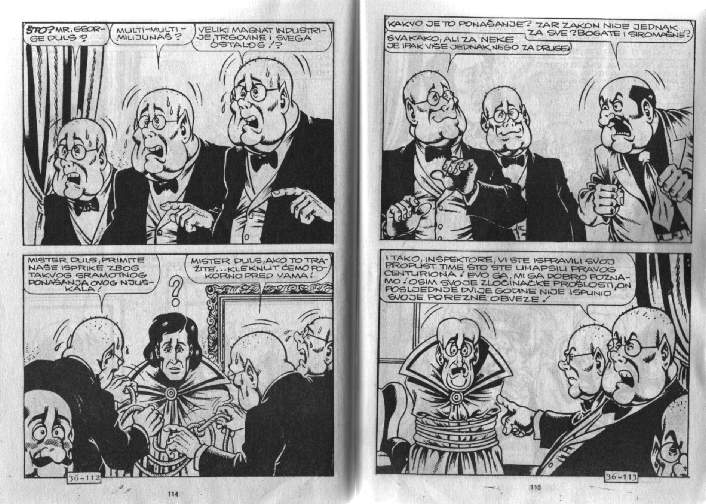 ŠTO? MR. GEOR-
GE DULS?
MULTI-MULTI-
MILIJUNAŠ?
VELIKI MAGNAT INDUSTRI-
JE, TRGOVINE I SVEGA
OSTALOG!?
MISTER DULS, PRIMITE
NAŠE ISPRIKE ZBOG
TAKVOG SRAMOTNOG
PONAŠANJA OVOG NJUŠ-
KALA!
?
MISTER DULS, AKO TO TRA-
ŽITE... KLEKNUT ĆEMO PO-
KORNO PRED VAMA!
36-112
114
KAKVO JE TO PONAŠANJE? ZAR ZAKON NIJE JEDNAK
ZA SVE? BOGATE I SIROMAŠNE?
SVAKAKO, ALI ZA NEKE
JE IPAK VIŠE JEDNAK NEGO ZA DRUGE!
I TAKO, INSPEKTORE, VI STE ISPRAVILI SVOJ
PROPUST TIME ŠTO STE UHAPSILI PRAVOG
CENTURIONA! EVO GA, MI GA DOBRO POZNA-
MO! OSIM SVOJE ZLOČINAČKE PROŠLOSTI, ON
POSLJEDNJE DVIJE GODINE NIJE ISPUNIO
SVOJE POREZNE OBVEZE!
36-113
115